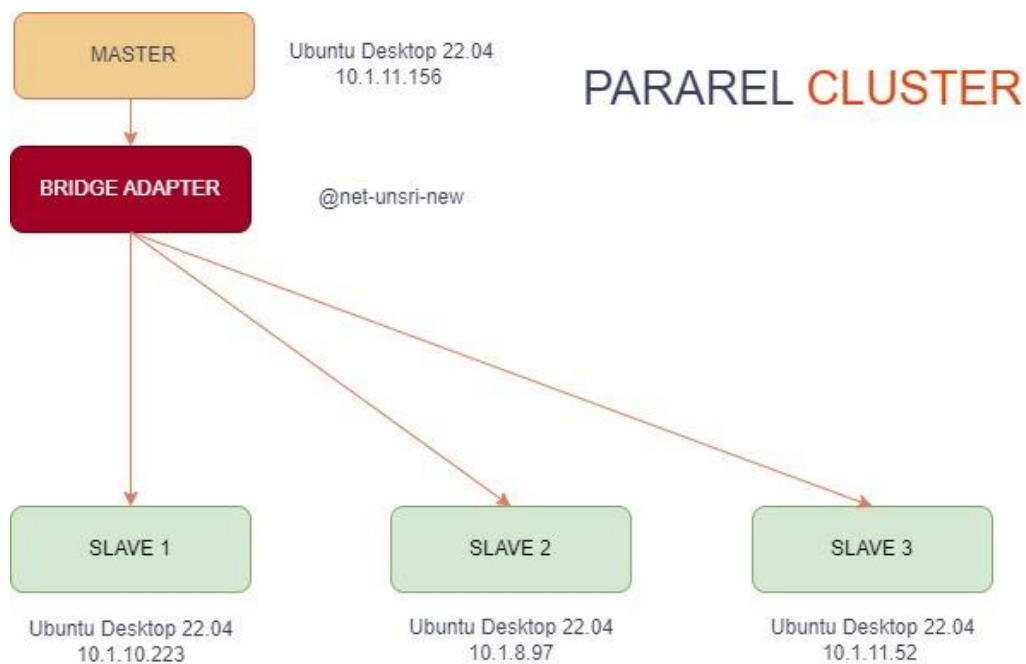 MASTER
Ubuntu Desktop 22.04
10.1.11.156
PARAREL CLUSTER
BRIDGE ADAPTER
@net-unsri-new
SLAVE 1
SLAVE 2
SLAVE 3
Ubuntu Desktop 22.04
10.1.10.223
Ubuntu Desktop 22.04
10.1.8.97
Ubuntu Desktop 22.04
10.1.11.52